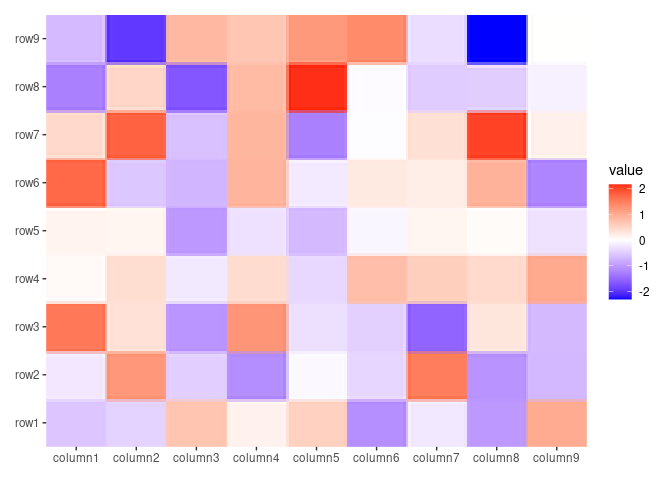 row9
row8
row7
row6
row5
row4
row3
row2
row1
column1 column2 column3 column4 column5 column6 column7 column8 column9
value
2
1
0
-1
-2